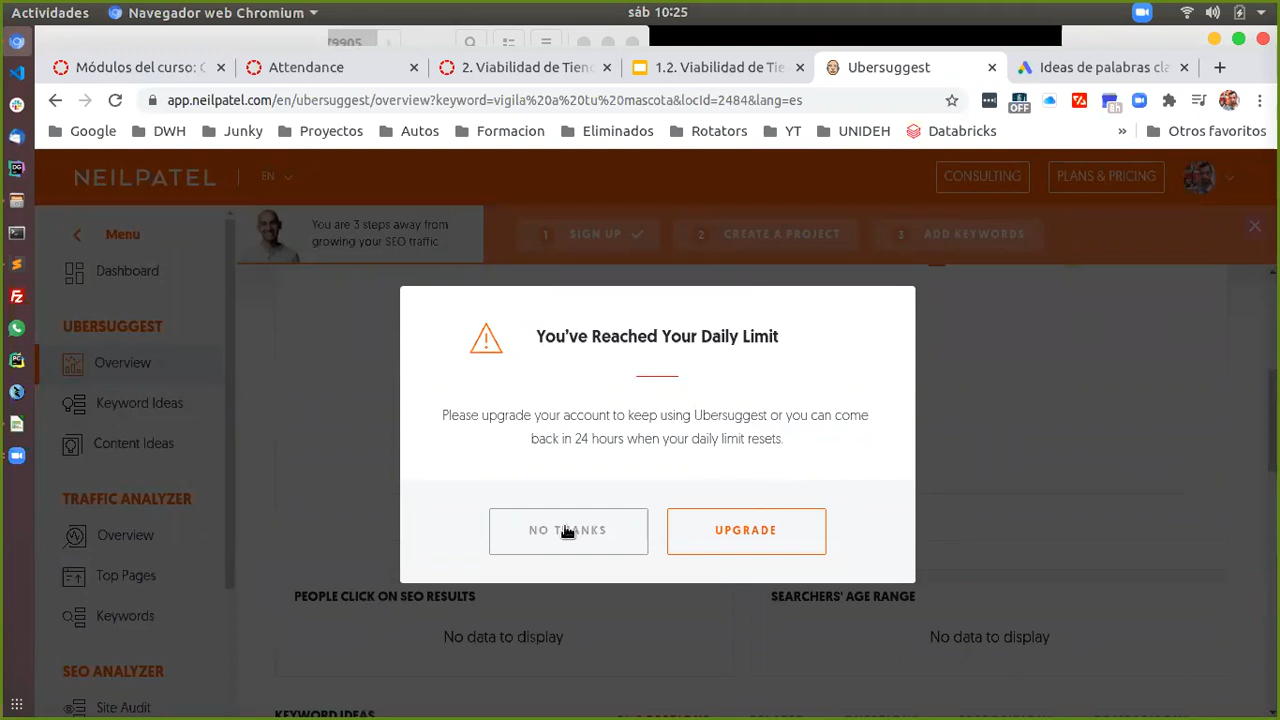 Actividades
Navegador web Chromium
sáb 10:25
79905
Módulos del curso: C
Attendance
2. Viabilidad de Tien
1.2. Viabilidad de Tie
Ubersuggest
Ideas de palabras cla
app.neilpatel.com/en/ubersuggest/overview?keyword=vigila%20a%20tu%20mascota&locId=2484&lang=es
OFF
8h
Google
DWH
Junky
Proyectos
Autos
Formacion
Eliminados
Rotators
YT
UNIDEH
Databricks
»
Otros favoritos
NEILPATEL
EN
CONSULTING
PLANS & PRICING
Menu
You are 3 steps away from
growing your SEO traffic
1 SIGN UP
2 CREATE A PROJECT
3 ADD KEYWORDS
Dashboard
UBERSUGGEST
Overview
Keyword Ideas
Content Ideas
TRAFFIC ANALYZER
Overview
Top Pages
Keywords
SEO ANALYZER
Site Audit
You've Reached Your Daily Limit
Please upgrade your account to keep using Ubersuggest or you can come
back in 24 hours when your daily limit resets.
NO THANKS
UPGRADE
PEOPLE CLICK ON SEO RESULTS
No data to display
SEARCHERS' AGE RANGE
No data to display
KEYWORD IDEAS